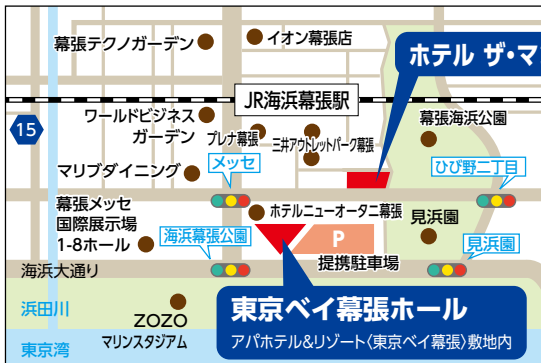 幕張テクノガーデン
イオン幕張店
ホテル ザ・マ
JR海浜幕張駅
15
ワールドビジネス
ガーデン
プレナ幕張
三井アウトレットパーク幕張
幕張海浜公園
マリブダイニング
メッセ
ひび野二丁目
幕張メッセ
国際展示場
1-8ホール
ホテルニューオータニ幕張
海浜幕張公園
P
見浜園
見浜園
提携駐車場
海浜大通り
東京ベイ幕張ホール
アパホテル&リゾート〈東京ベイ幕張〉敷地内
浜田川
ZOZO
マリンスタジアム
東京湾